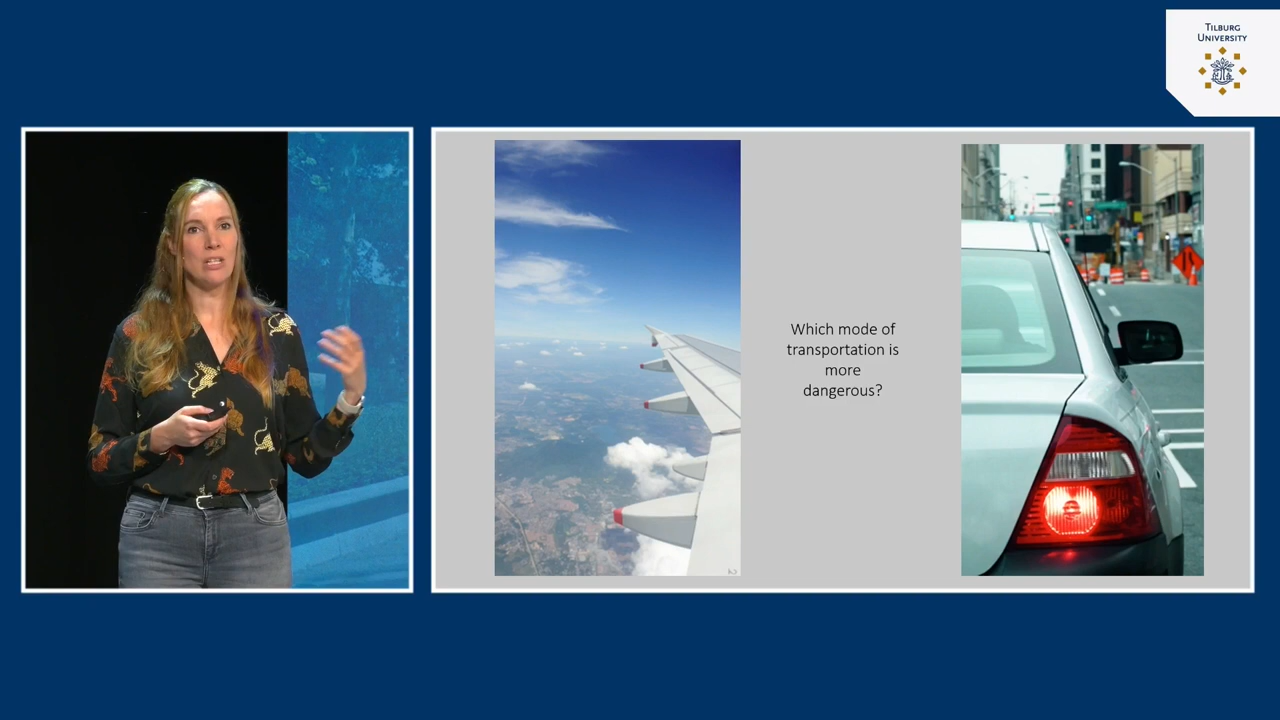 TILBURG
UNIVERSITY
Which mode of
transportation is
more
dangerous?